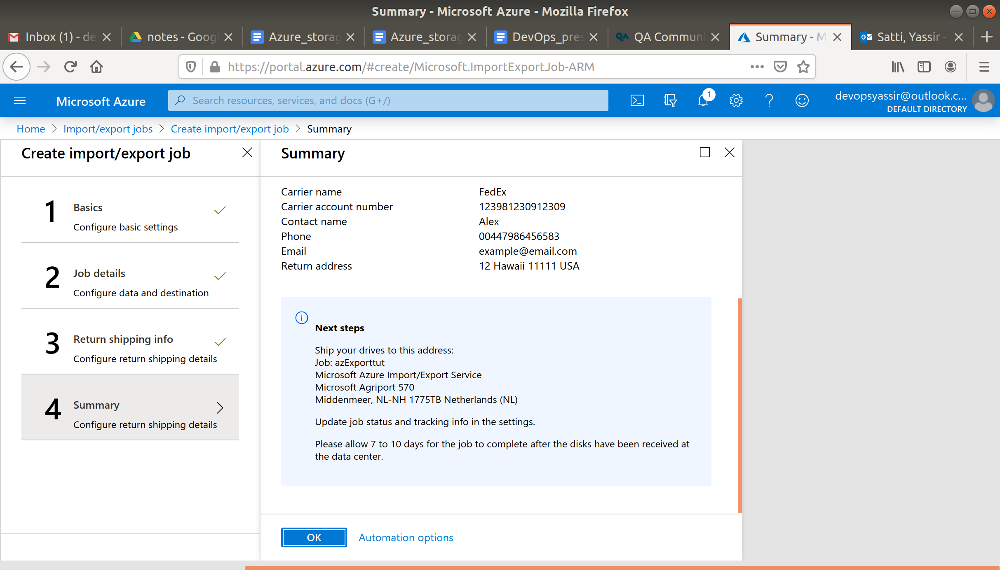 Summary - Microsoft Azure - Mozilla Firefox
Inbox (1) - de
notes - Googl
Azure_storag
Azure_storag
DevOps_pres
QA Communi
Summary - M
Satti, Yassir -
https://portal.azure.com/#create/Microsoft.ImportExportJob-ARM
Microsoft Azure
Search resources, services, and docs (G+/)
1
devopsyassir@outlook.c...
DEFAULT DIRECTORY
Home > Import/export jobs > Create import/export job > Summary
Create import/export job
1
Basics
Configure basic settings
2
Job details
Configure data and destination
3
Return shipping info
Configure return shipping details
4
Summary
Configure return shipping details
Summary
Carrier name FedEx
Carrier account number 123981230912309
Contact name Alex
Phone 00447986456583
Email example@email.com
Return address 12 Hawaii 11111 USA
Next steps
Ship your drives to this address:
Job: azExporttut
Microsoft Azure Import/Export Service
Microsoft Agriport 570
Middenmeer, NL-NH 1775TB Netherlands (NL)
Update job status and tracking info in the settings.
Please allow 7 to 10 days for the job to complete after the disks have been received at
the data center.
OK
Automation options